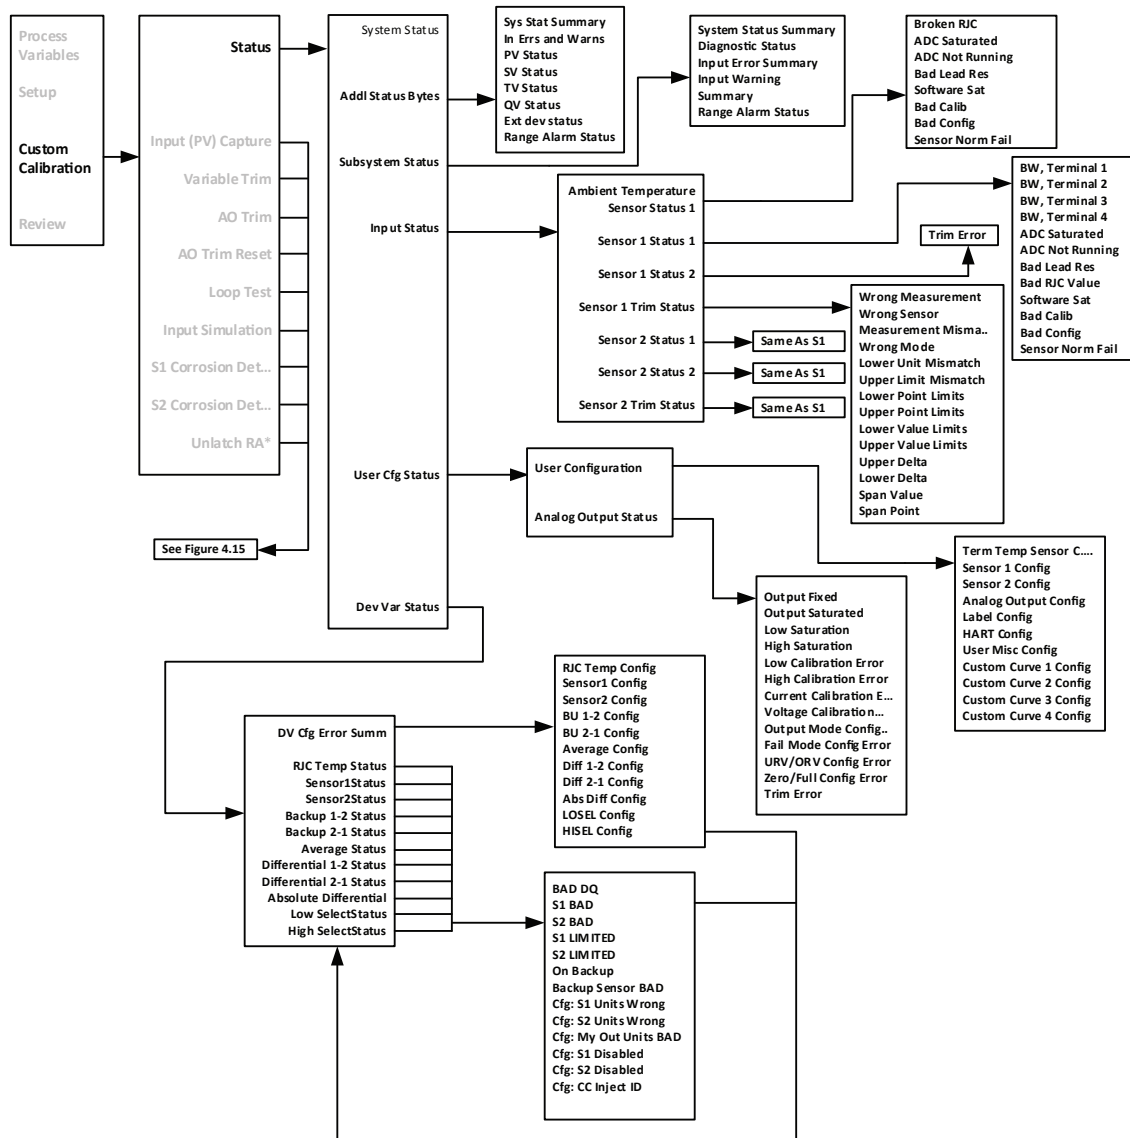 Process
Variables
Setup
Custom
Calibration
Review
Status
Input (PV) Capture
Variable Trim
AO Trim
AO Trim Reset
Loop Test
Input Simulation
S1 Corrosion Det...
S2 Corrosion Det...
Unlatch RA*
See Figure 4.15
System Status
Addl Status Bytes
Subsystem Status
Input Status
User Cfg Status
Dev Var Status
Sys Stat Summary
In Errs and Warns
PV Status
SV Status
TV Status
QV Status
Ext dev status
Range Alarm Status
System Status Summary
Diagnostic Status
Input Error Summary
Input Warning
Summary
Range Alarm Status
Broken RJC
ADC Saturated
ADC Not Running
Bad Lead Res
Software Sat
Bad Calib
Bad Config
Sensor Norm Fail
Ambient Temperature
Sensor Status 1
Sensor 1 Status 1
Sensor 1 Status 2
Sensor 1 Trim Status
Sensor 2 Status 1
Sensor 2 Status 2
Sensor 2 Trim Status
Same As S1
Same As S1
Same As S1
Trim Error
BW, Terminal 1
BW, Terminal 2
BW, Terminal 3
BW, Terminal 4
ADC Saturated
ADC Not Running
Bad Lead Res
Bad RJC Value
Software Sat
Bad Calib
Bad Config
Sensor Norm Fail
Wrong Measurement
Wrong Sensor
Measurement Misma..
Wrong Mode
Lower Unit Mismatch
Upper Limit Mismatch
Lower Point Limits
Upper Point Limits
Lower Value Limits
Upper Value Limits
Upper Delta
Lower Delta
Span Value
Span Point
User Configuration
Analog Output Status
Term Temp Sensor C....
Sensor 1 Config
Sensor 2 Config
Analog Output Config
Label Config
HART Config
User Misc Config
Custom Curve 1 Config
Custom Curve 2 Config
Custom Curve 3 Config
Custom Curve 4 Config
Output Fixed
Output Saturated
Low Saturation
High Saturation
Low Calibration Error
High Calibration Error
Current Calibration E...
Voltage Calibration...
Output Mode Config..
Fail Mode Config Error
URV/ORV Config Error
Zero/Full Config Error
Trim Error
DV Cfg Error Summ
RJC Temp Status
Sensor1Status
Sensor2Status
Backup 1-2 Status
Backup 2-1 Status
Average Status
Differential 1-2 Status
Differential 2-1 Status
Absolute Differential
Low SelectStatus
High SelectStatus
RJC Temp Config
Sensor1 Config
Sensor2 Config
BU 1-2 Config
BU 2-1 Config
Average Config
Diff 1-2 Config
Diff 2-1 Config
Abs Diff Config
LOSEL Config
HISEL Config
BAD DQ
S1 BAD
S2 BAD
S1 LIMITED
S2 LIMITED
On Backup
Backup Sensor BAD
Cfg: S1 Units Wrong
Cfg: S2 Units Wrong
Cfg: My Out Units BAD
Cfg: S1 Disabled
Cfg: S2 Disabled
Cfg: CC Inject ID